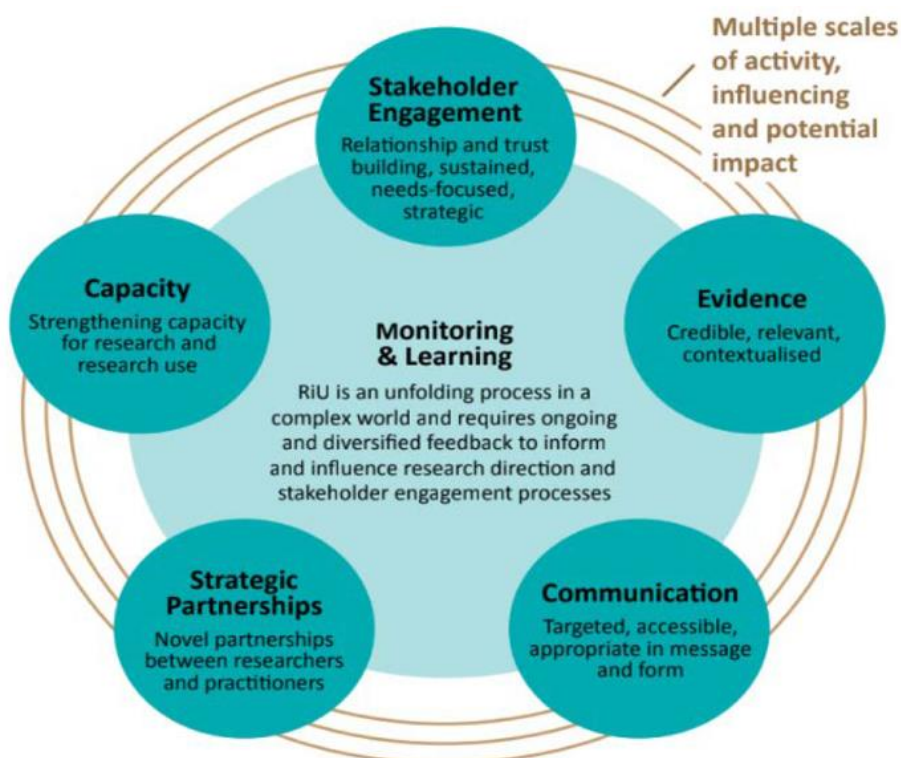 Multiple scales
of activity,
influencing
and potential
impact
Stakeholder
Engagement
Relationship and trust
building, sustained,
needs-focused,
strategic
Capacity
Strengthening capacity
for research and
research use
Evidence
Credible, relevant,
contextualised
Monitoring
& Learning
RiU is an unfolding process in a
complex world and requires ongoing
and diversified feedback to inform
and influence research direction and
stakeholder engagement processes
Strategic
Partnerships
Novel partnerships
between researchers
and practitioners
Communication
Targeted, accessible,
appropriate in message
and form